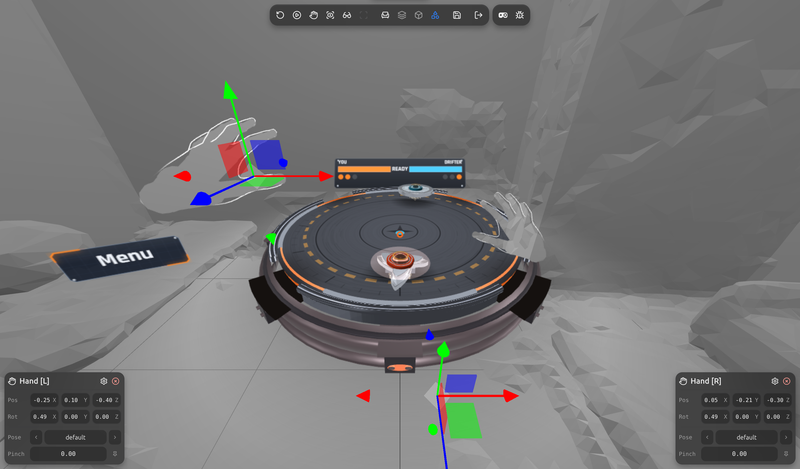 YOU
DRIFTER
READY
Menu
Hand [L]
Pos -0.25 X 0.10 Y -0.40 Z
Rot 0.49 X 0.00 Y 0.00 Z
Pose ‹ default ›
Pinch 0.00
Hand [R]
Pos 0.05 X -0.21 Y -0.30 Z
Rot 0.49 X 0.00 Y 0.00 Z
Pose ‹ default ›
Pinch 0.00